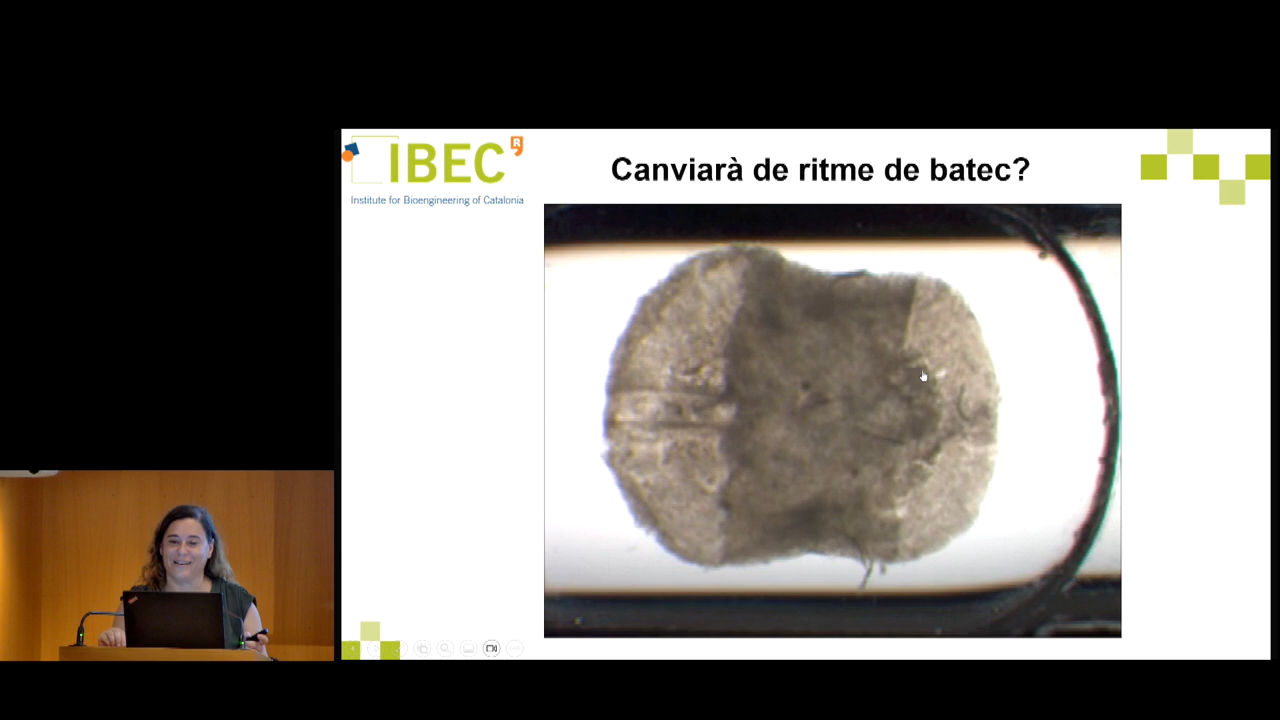 IBEC
R
Institute for Bioengineering of Catalonia
Canviarà de ritme de batec?